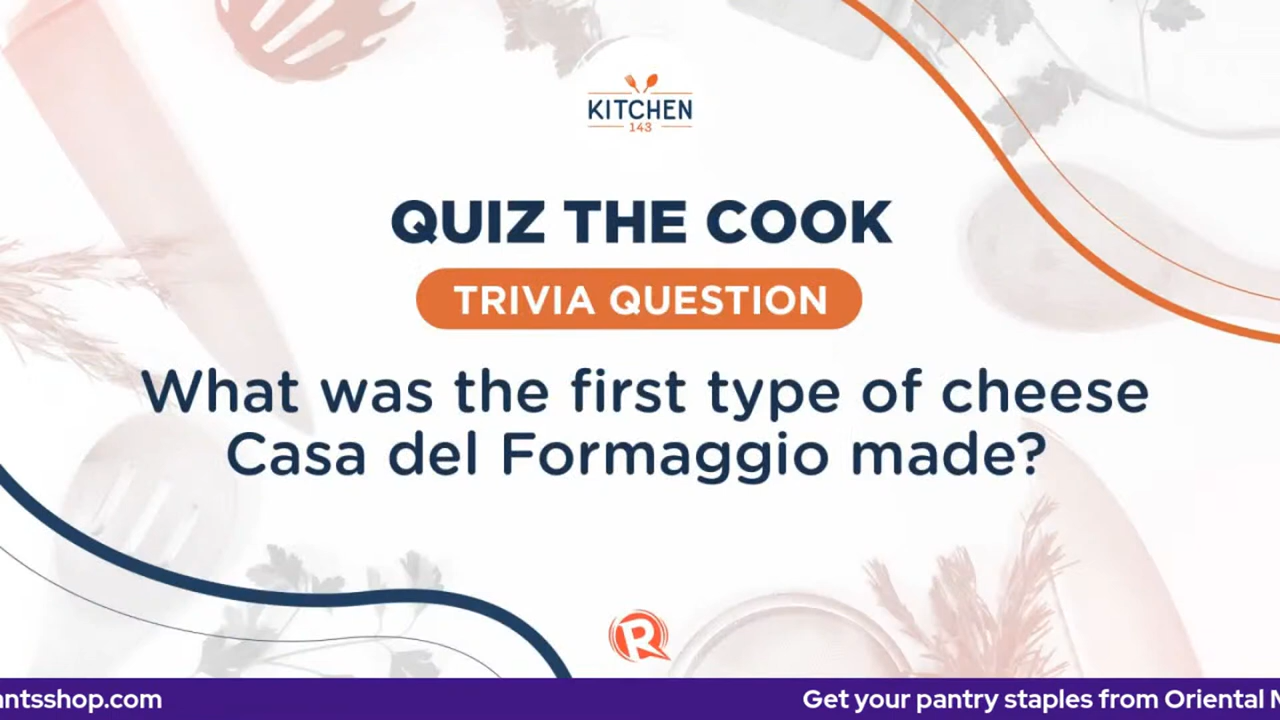 KITCHEN
143
QUIZ THE COOK
TRIVIA QUESTION
What was the first type of cheese
Casa del Formaggio made?
R
antsshop.com
Get your pantry staples from Oriental